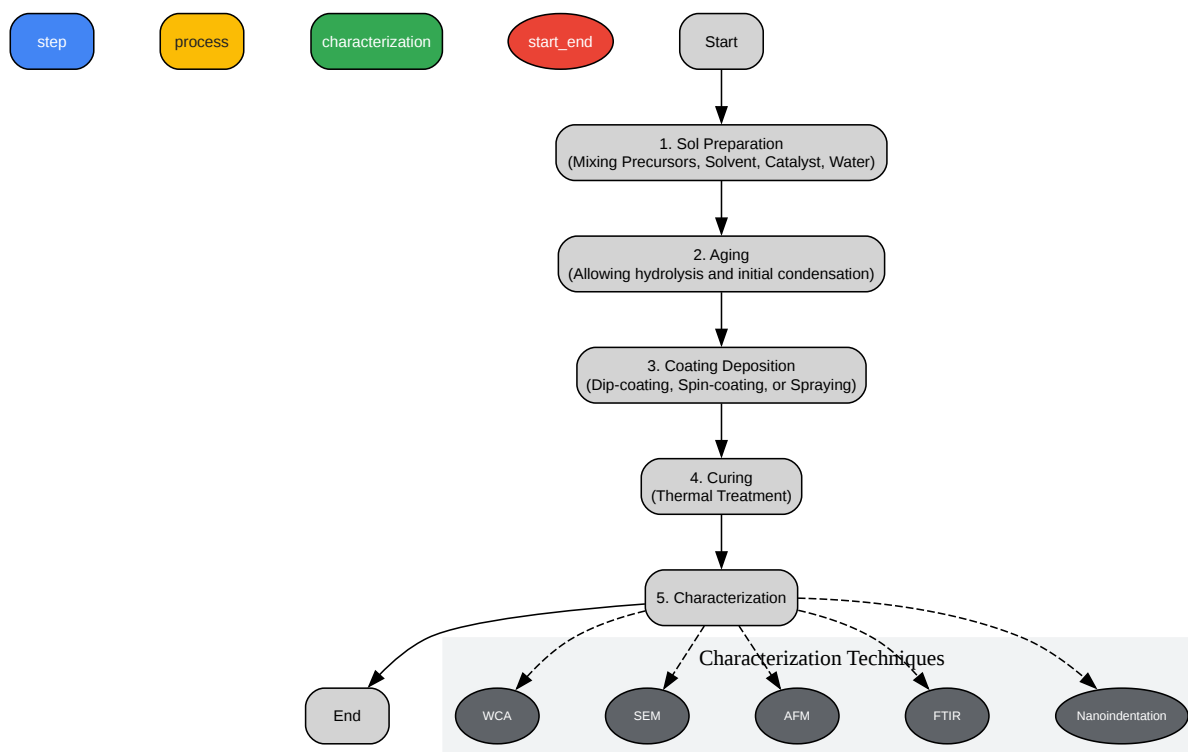 step
process
characterization
start_end
Start
1. Sol Preparation
(Mixing Precursors, Solvent, Catalyst, Water)
2. Aging
(Allowing hydrolysis and initial condensation)
3. Coating Deposition
(Dip-coating, Spin-coating, or Spraying)
4. Curing
(Thermal Treatment)
5. Characterization
Characterization Techniques
End
WCA
SEM
AFM
FTIR
Nanoindentation